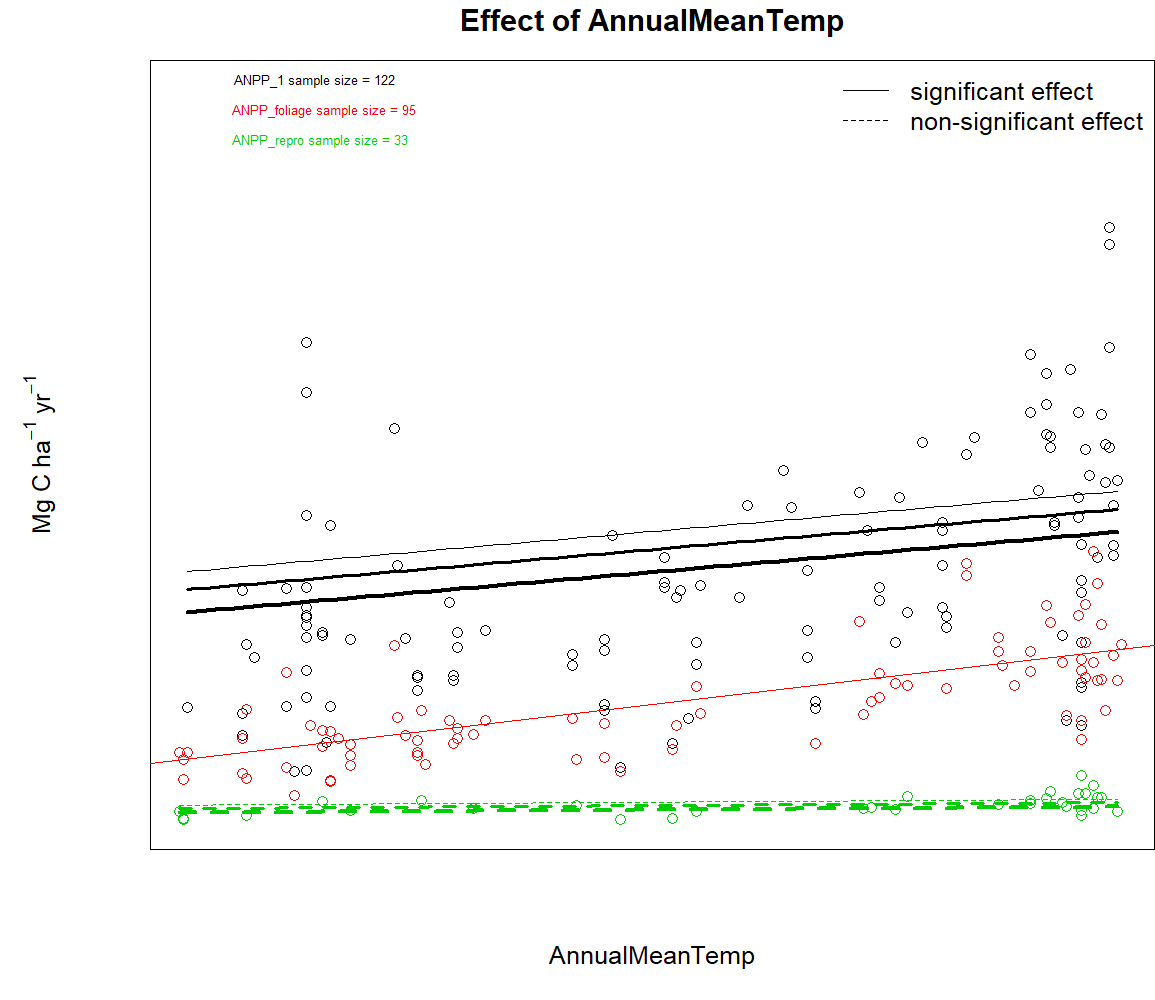 Effect of AnnualMeanTemp
ANPP_1 sample size = 122
ANPP_foliage sample size = 95
ANPP_repro sample size = 33
significant effect
non-significant effect
Mg C ha⁻¹ yr⁻¹
AnnualMeanTemp